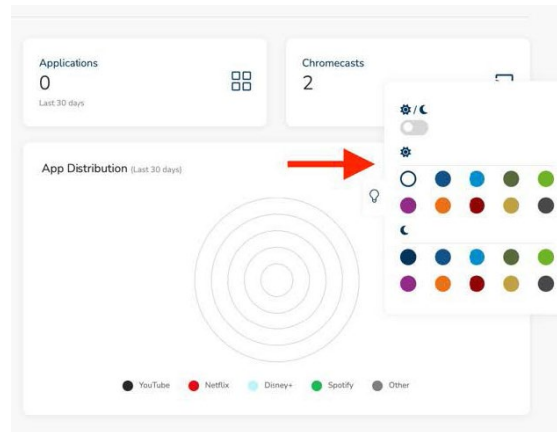 Applications
0
Last 30 days
Chromecasts
2
App Distribution (Last 30 days)
/
YouTube
Netflix
Disney+
Spotify
Other